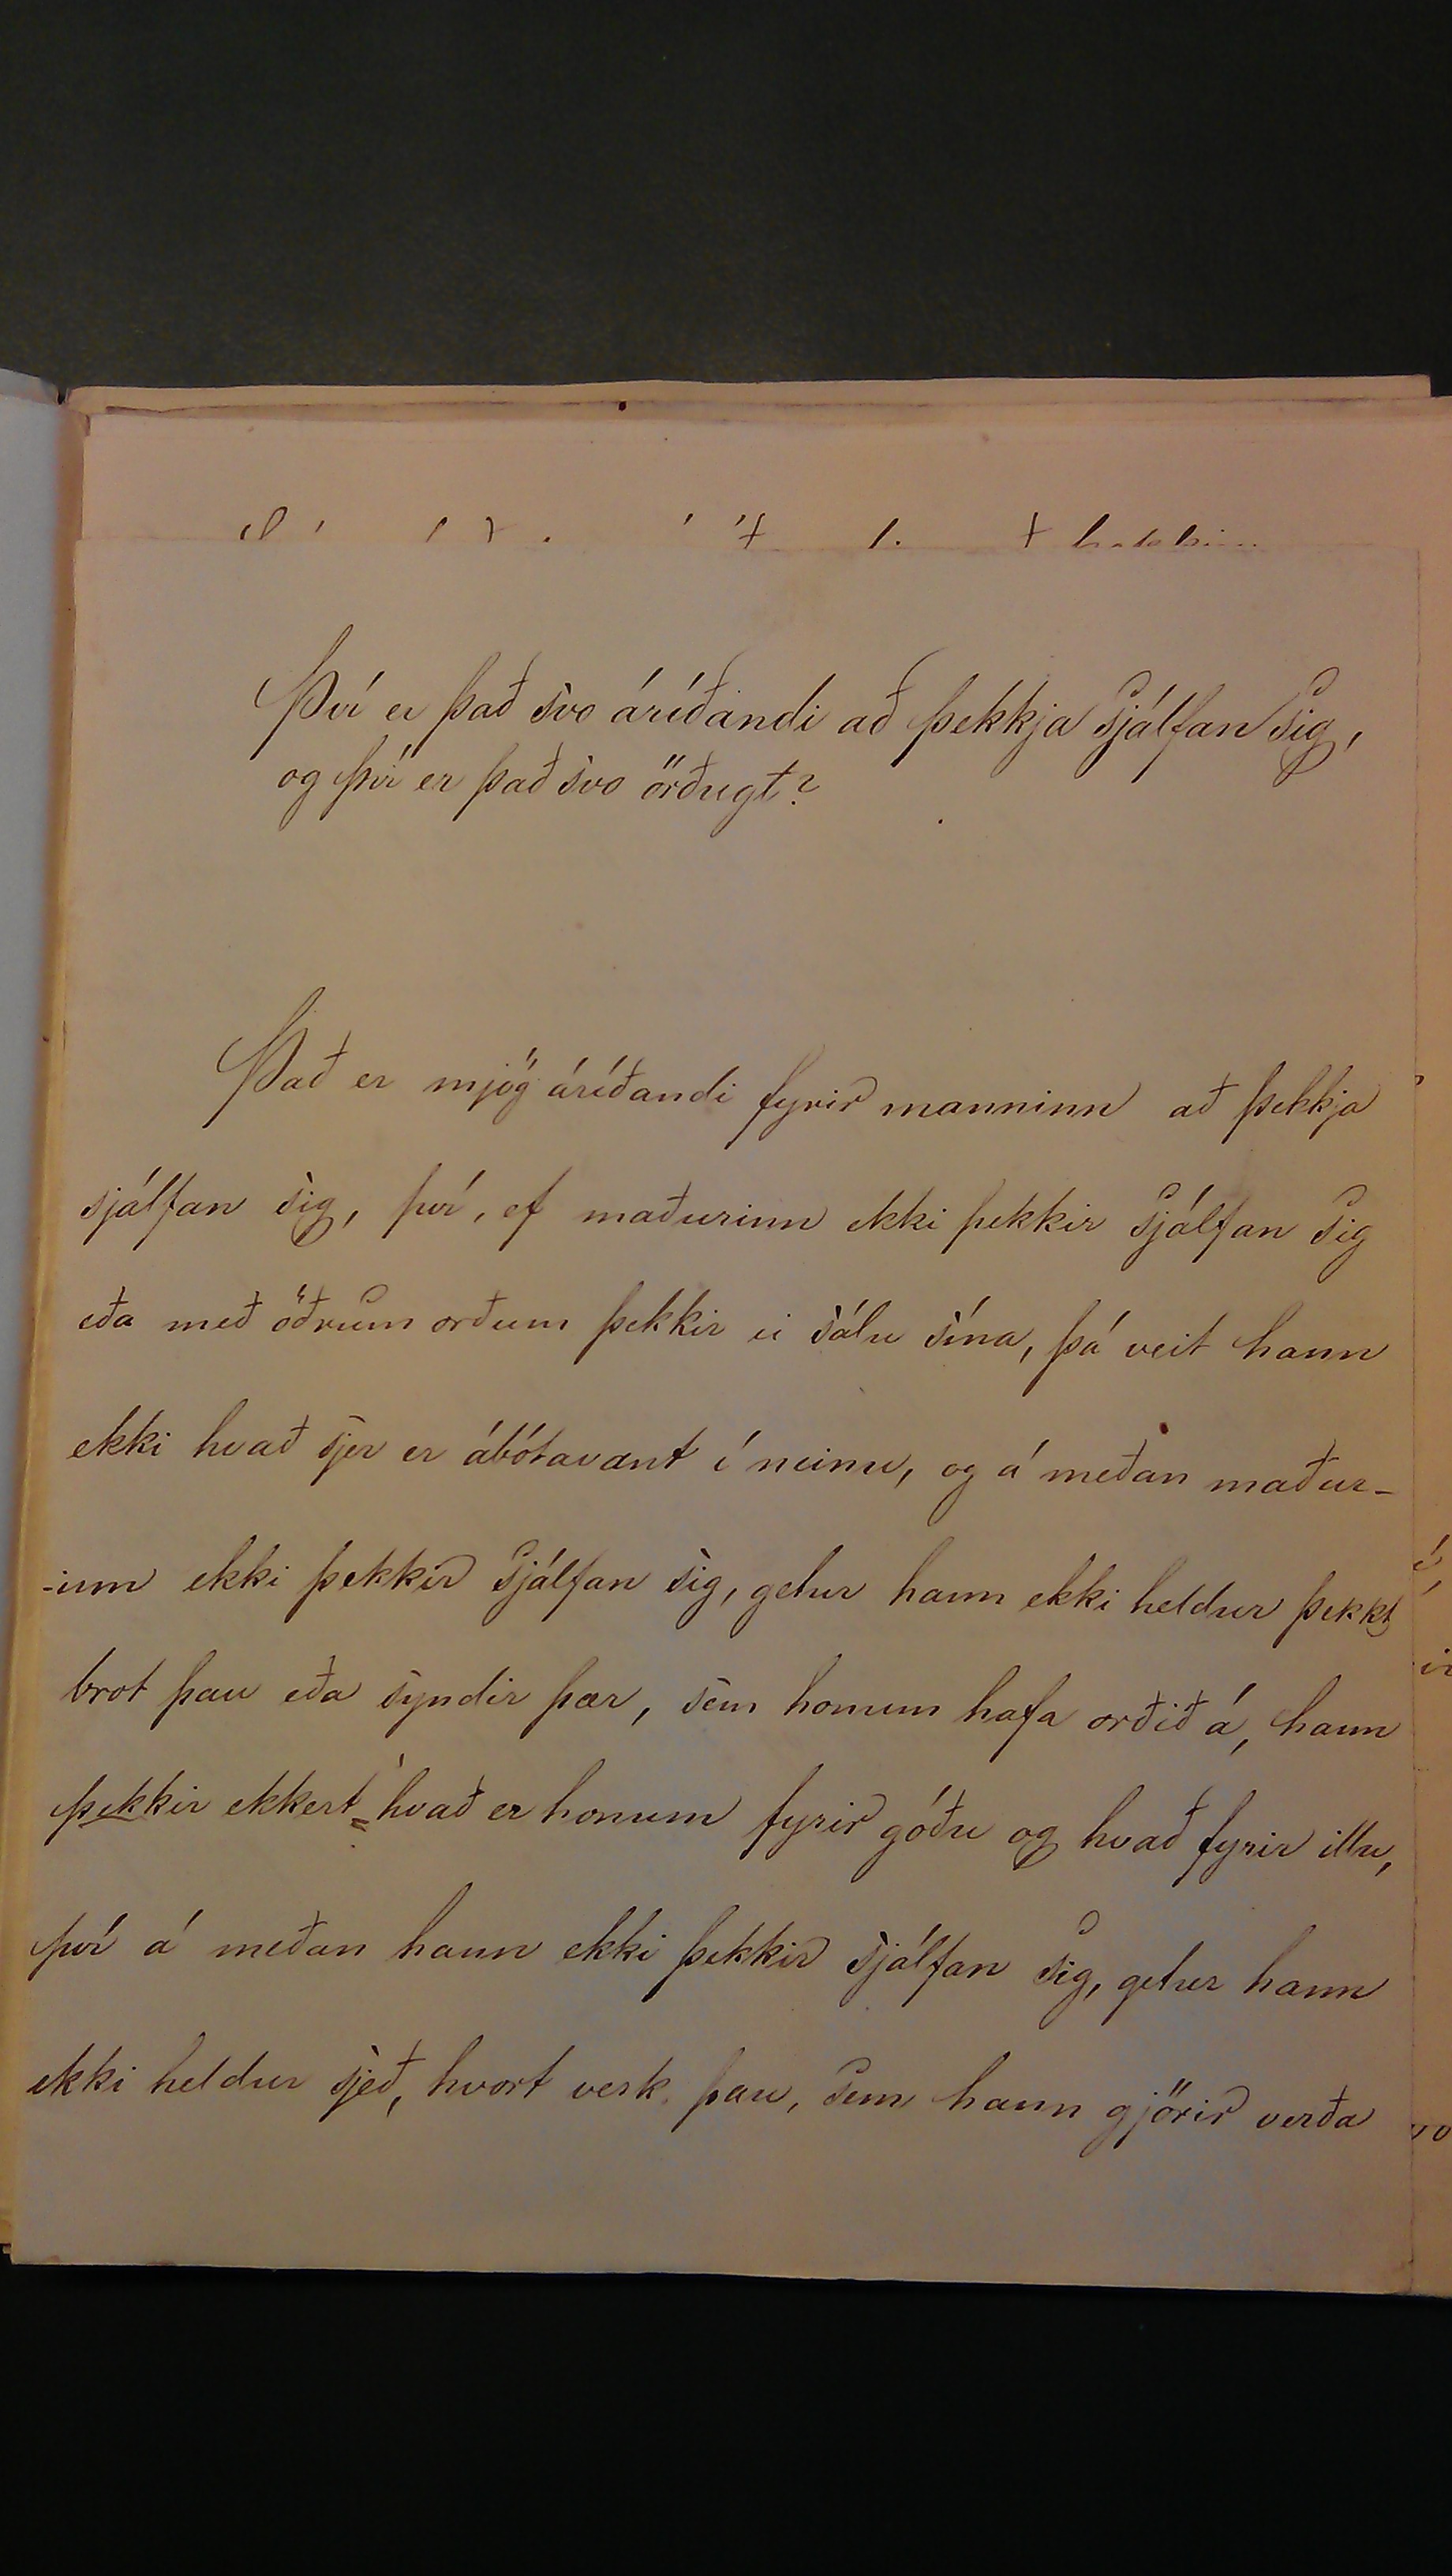 Því er það svo áríðandi að þekkja sjálfan sig,
og því er það svo örðugt?
Það er mjög áríðandi fyrir manninn að þekkja
sjálfan sig, því, ef maðurinn ekki þekkir sjálfan sig
eða með öðrum orðum þekkir ei sálu sína, þá veit hann
ekki hvað sjer er ábótavant í neinu, og á meðan maður-
-inn ekki þekkir sjálfan sig, getur hann ekki heldur þekkt
brot þau eða syndir þær, sem honum hafa orðið á, hann
þekkir ekkert hvað er honum fyrir góðu og hvað fyrir illu,
því á meðan hann ekki þekkir sjálfan sig, getur hann
ekki heldur sjeð, hvort verk þau, sem hann gjörir verða